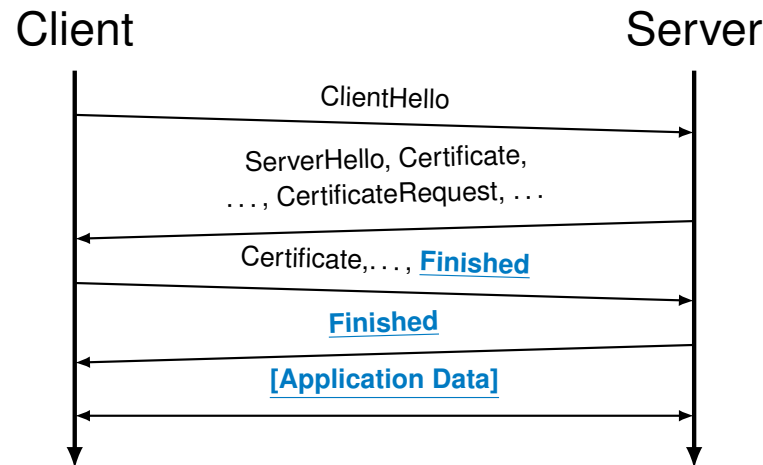 Client
Server
ClientHello
ServerHello, Certificate,
..., CertificateRequest, ...
Certificate,..., Finished
Finished
[Application Data]